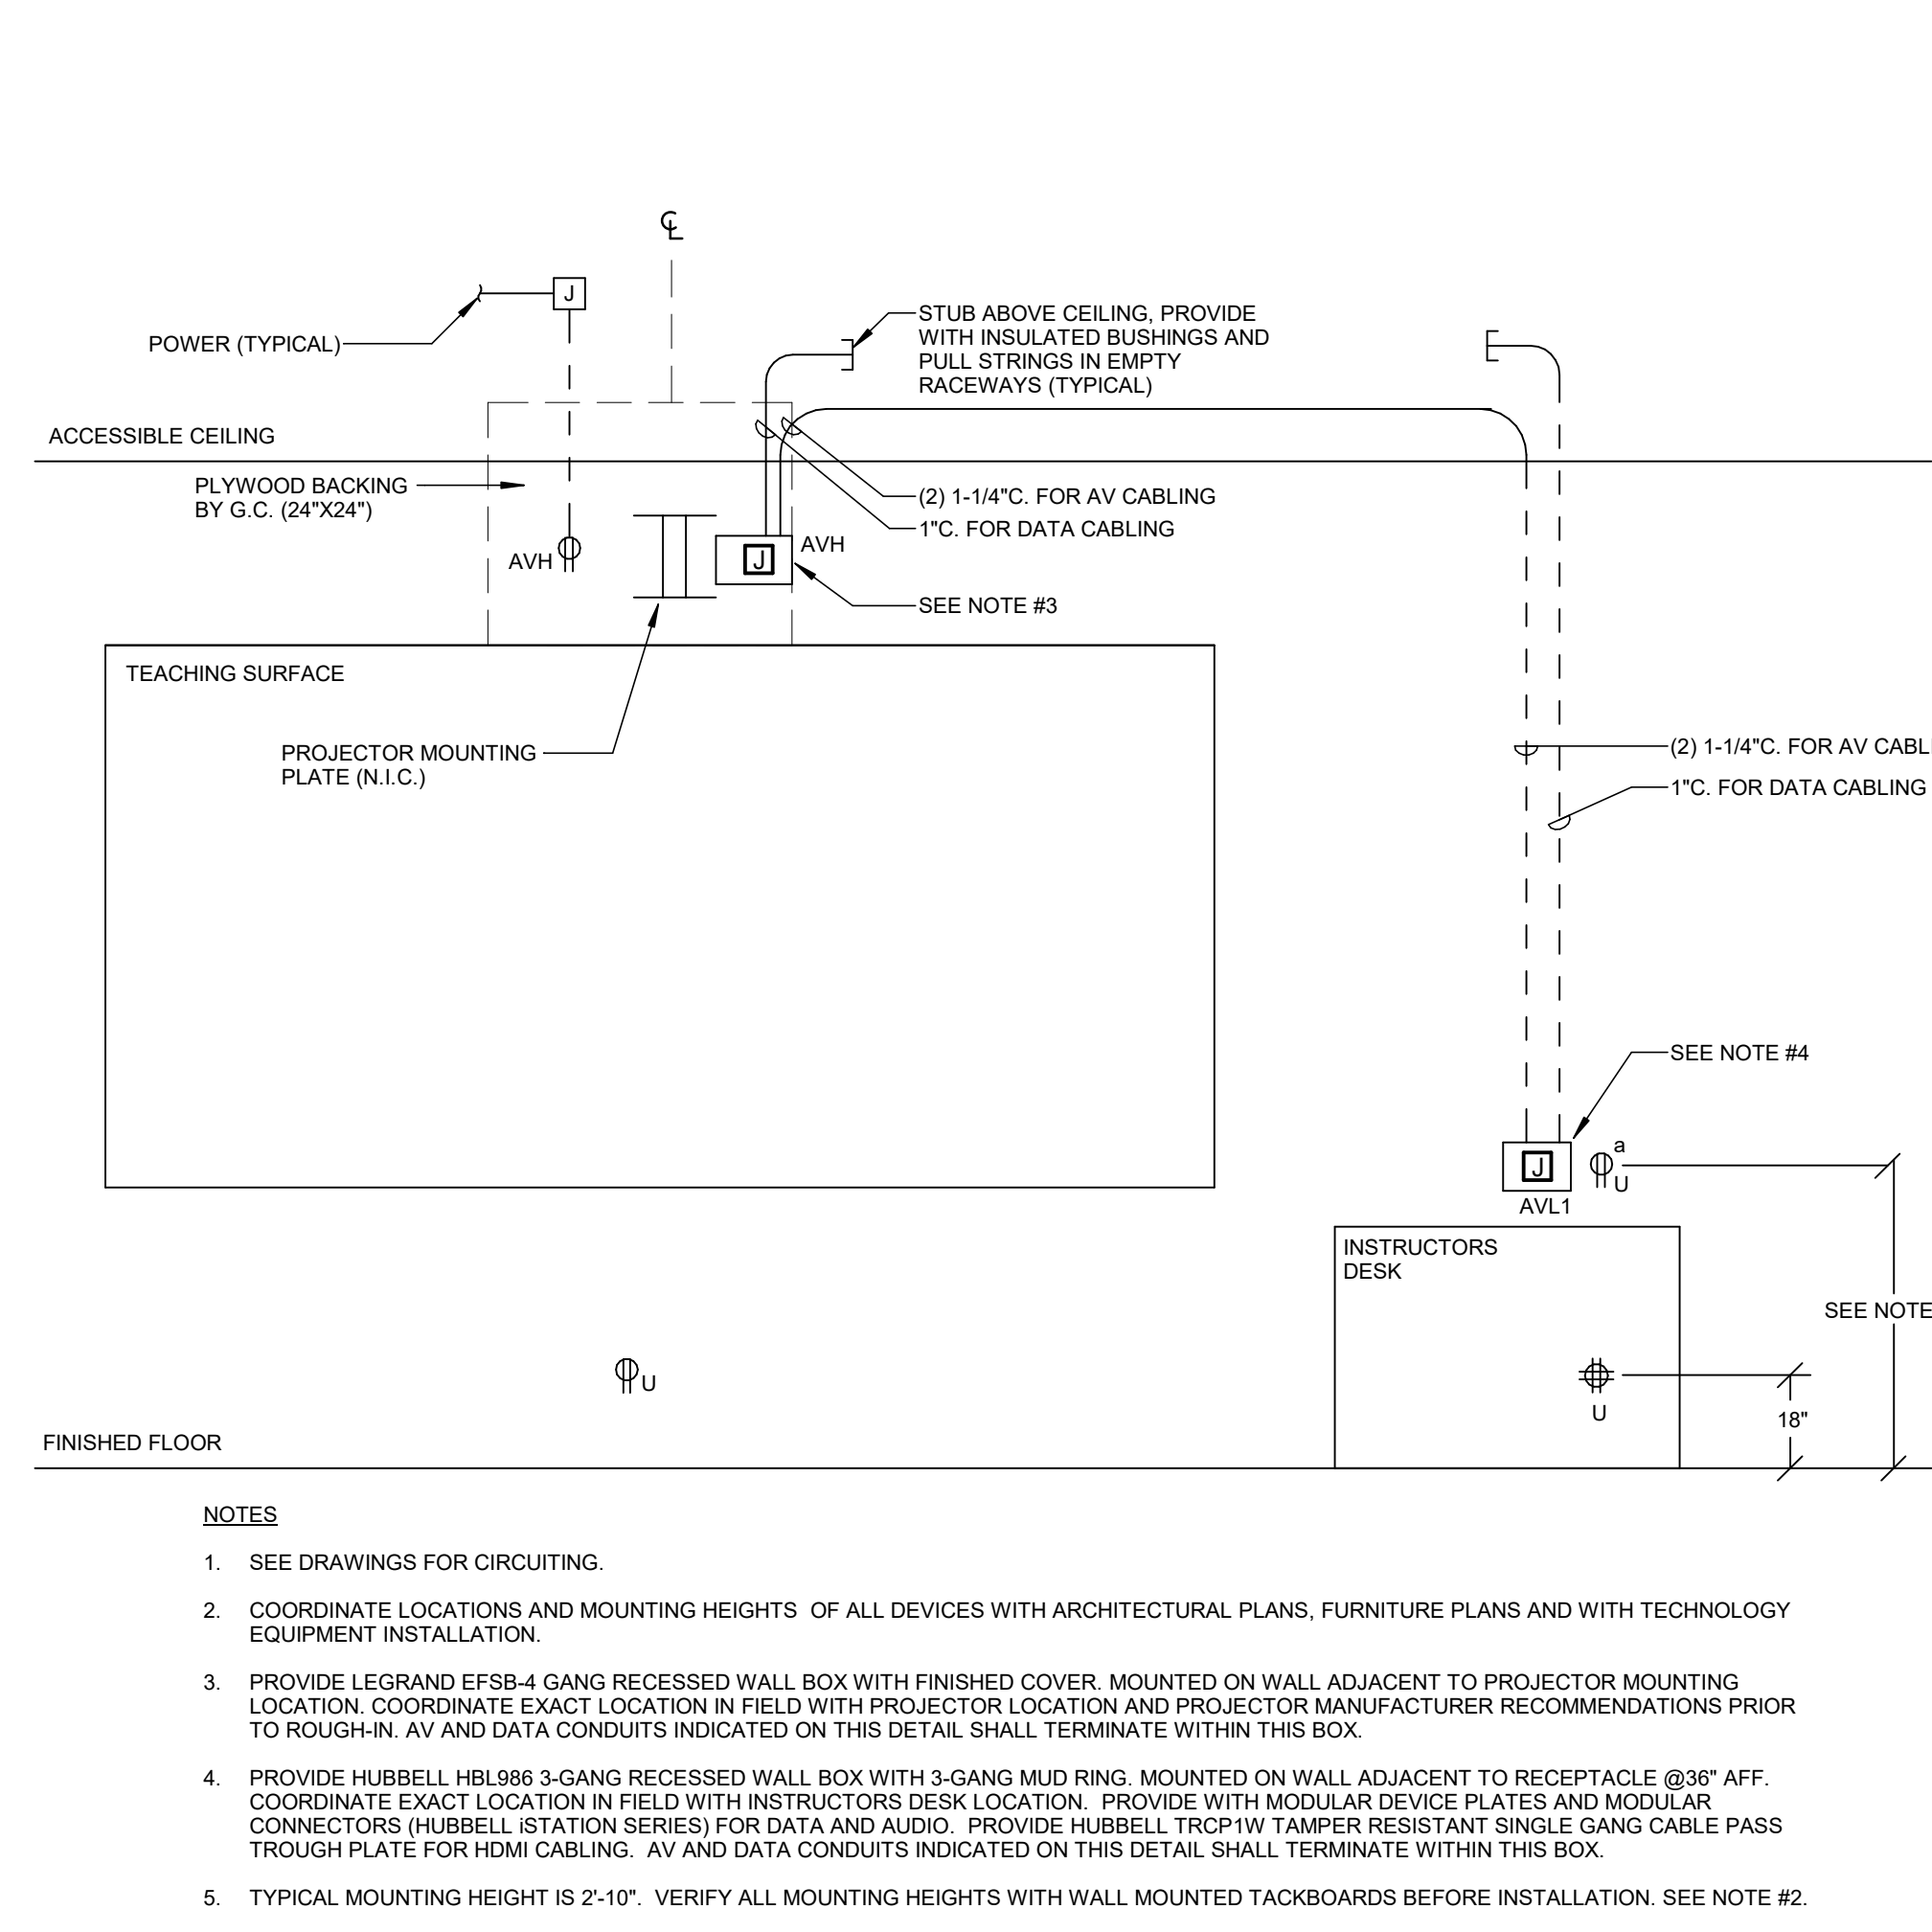 ℄
J
POWER (TYPICAL)
STUB ABOVE CEILING, PROVIDE
WITH INSULATED BUSHINGS AND
PULL STRINGS IN EMPTY
RACEWAYS (TYPICAL)
ACCESSIBLE CEILING
PLYWOOD BACKING
BY G.C. (24"X24")
(2) 1-1/4"C. FOR AV CABLING
1"C. FOR DATA CABLING
AVH
J
AVH
SEE NOTE #3
TEACHING SURFACE
PROJECTOR MOUNTING
PLATE (N.I.C.)
(2) 1-1/4"C. FOR AV CABL
1"C. FOR DATA CABLING
SEE NOTE #4
J
a
U
AVL1
INSTRUCTORS
DESK
SEE NOTE
U
U
18"
FINISHED FLOOR
NOTES
1. SEE DRAWINGS FOR CIRCUITING.
2. COORDINATE LOCATIONS AND MOUNTING HEIGHTS OF ALL DEVICES WITH ARCHITECTURAL PLANS, FURNITURE PLANS AND WITH TECHNOLOGY
EQUIPMENT INSTALLATION.
3. PROVIDE LEGRAND EFSB-4 GANG RECESSED WALL BOX WITH FINISHED COVER. MOUNTED ON WALL ADJACENT TO PROJECTOR MOUNTING
LOCATION. COORDINATE EXACT LOCATION IN FIELD WITH PROJECTOR LOCATION AND PROJECTOR MANUFACTURER RECOMMENDATIONS PRIOR
TO ROUGH-IN. AV AND DATA CONDUITS INDICATED ON THIS DETAIL SHALL TERMINATE WITHIN THIS BOX.
4. PROVIDE HUBBELL HBL986 3-GANG RECESSED WALL BOX WITH 3-GANG MUD RING. MOUNTED ON WALL ADJACENT TO RECEPTACLE @36" AFF.
COORDINATE EXACT LOCATION IN FIELD WITH INSTRUCTORS DESK LOCATION. PROVIDE WITH MODULAR DEVICE PLATES AND MODULAR
CONNECTORS (HUBBELL iSTATION SERIES) FOR DATA AND AUDIO. PROVIDE HUBBELL TRCP1W TAMPER RESISTANT SINGLE GANG CABLE PASS
TROUGH PLATE FOR HDMI CABLING. AV AND DATA CONDUITS INDICATED ON THIS DETAIL SHALL TERMINATE WITHIN THIS BOX.
5. TYPICAL MOUNTING HEIGHT IS 2'-10". VERIFY ALL MOUNTING HEIGHTS WITH WALL MOUNTED TACKBOARDS BEFORE INSTALLATION. SEE NOTE #2.